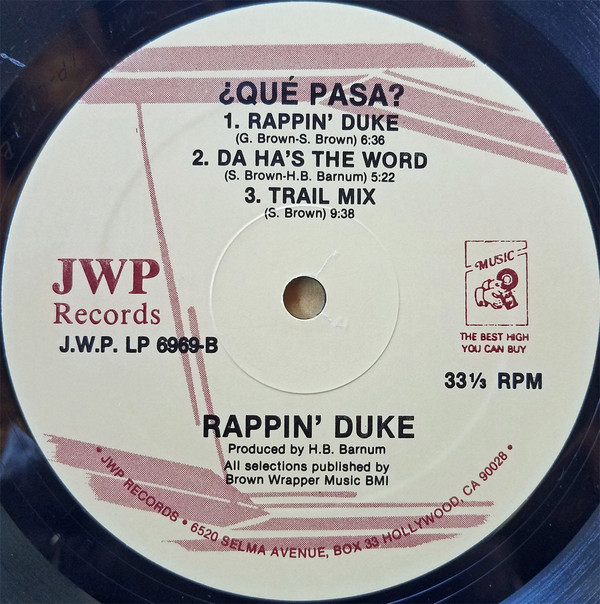 ¿QUÉ PASA?
1. RAPPIN' DUKE
(G. Brown-S. Brown) 6:36
2. DA HA'S THE WORD
(S. Brown-H.B. Barnum) 5:22
3. TRAIL MIX
(S. Brown) 9:38
JWP
Records
J.W.P. LP 6969-B
MUSIC
THE BEST HIGH
YOU CAN BUY
33⅓ RPM
RAPPIN' DUKE
Produced by H.B. Barnum
All selections published by
Brown Wrapper Music BMI
• JWP RECORDS • 6520 SELMA AVENUE, BOX 33 HOLLYWOOD, CA 90028 •